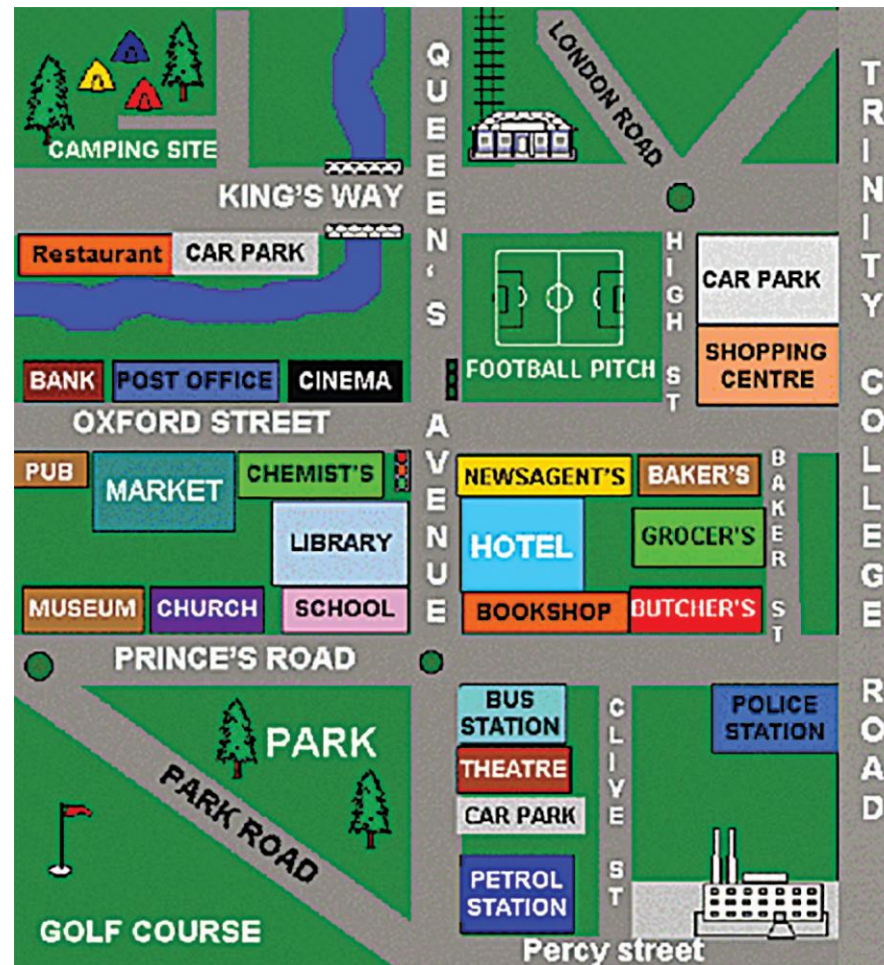 QUEEEN‘S AVENUE
LONDON ROAD
TRINITY COLLEGE ROAD
CAMPING SITE
KING'S WAY
Restaurant
CAR PARK
HIGH ST
CAR PARK
FOOTBALL PITCH
SHOPPING
CENTRE
BANK
POST OFFICE
CINEMA
OXFORD STREET
PUB
MARKET
CHEMIST'S
NEWSAGENT'S
BAKER'S
BAKER ST
LIBRARY
HOTEL
GROCER'S
MUSEUM
CHURCH
SCHOOL
BOOKSHOP
BUTCHER'S
PRINCE'S ROAD
BUS
STATION
CLIVE ST
POLICE
STATION
PARK
THEATRE
PARK ROAD
CAR PARK
PETROL
STATION
GOLF COURSE
Percy street